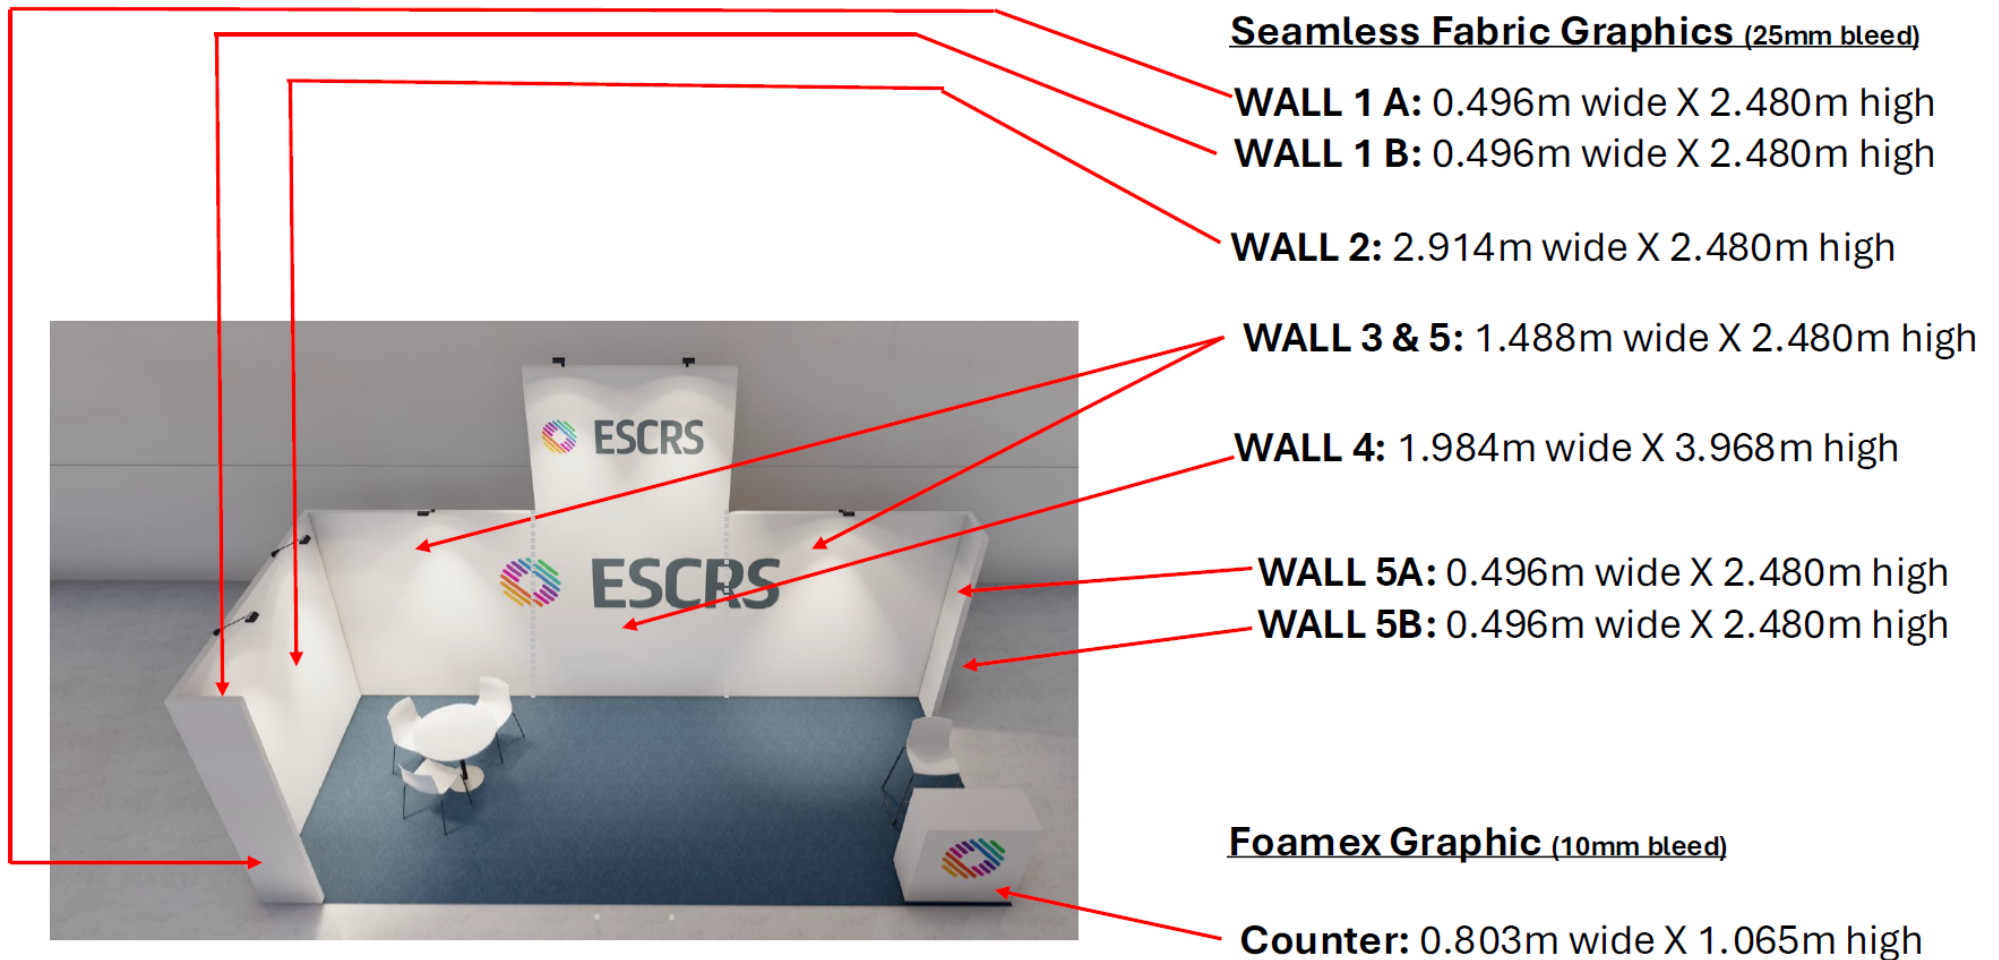 Seamless Fabric Graphics (25mm bleed)
WALL 1 A: 0.496m wide X 2.480m high
WALL 1 B: 0.496m wide X 2.480m high
WALL 2: 2.914m wide X 2.480m high
WALL 3 & 5: 1.488m wide X 2.480m high
WALL 4: 1.984m wide X 3.968m high
WALL 5A: 0.496m wide X 2.480m high
WALL 5B: 0.496m wide X 2.480m high
Foamex Graphic (10mm bleed)
Counter: 0.803m wide X 1.065m high
ESCRS
ESCRS